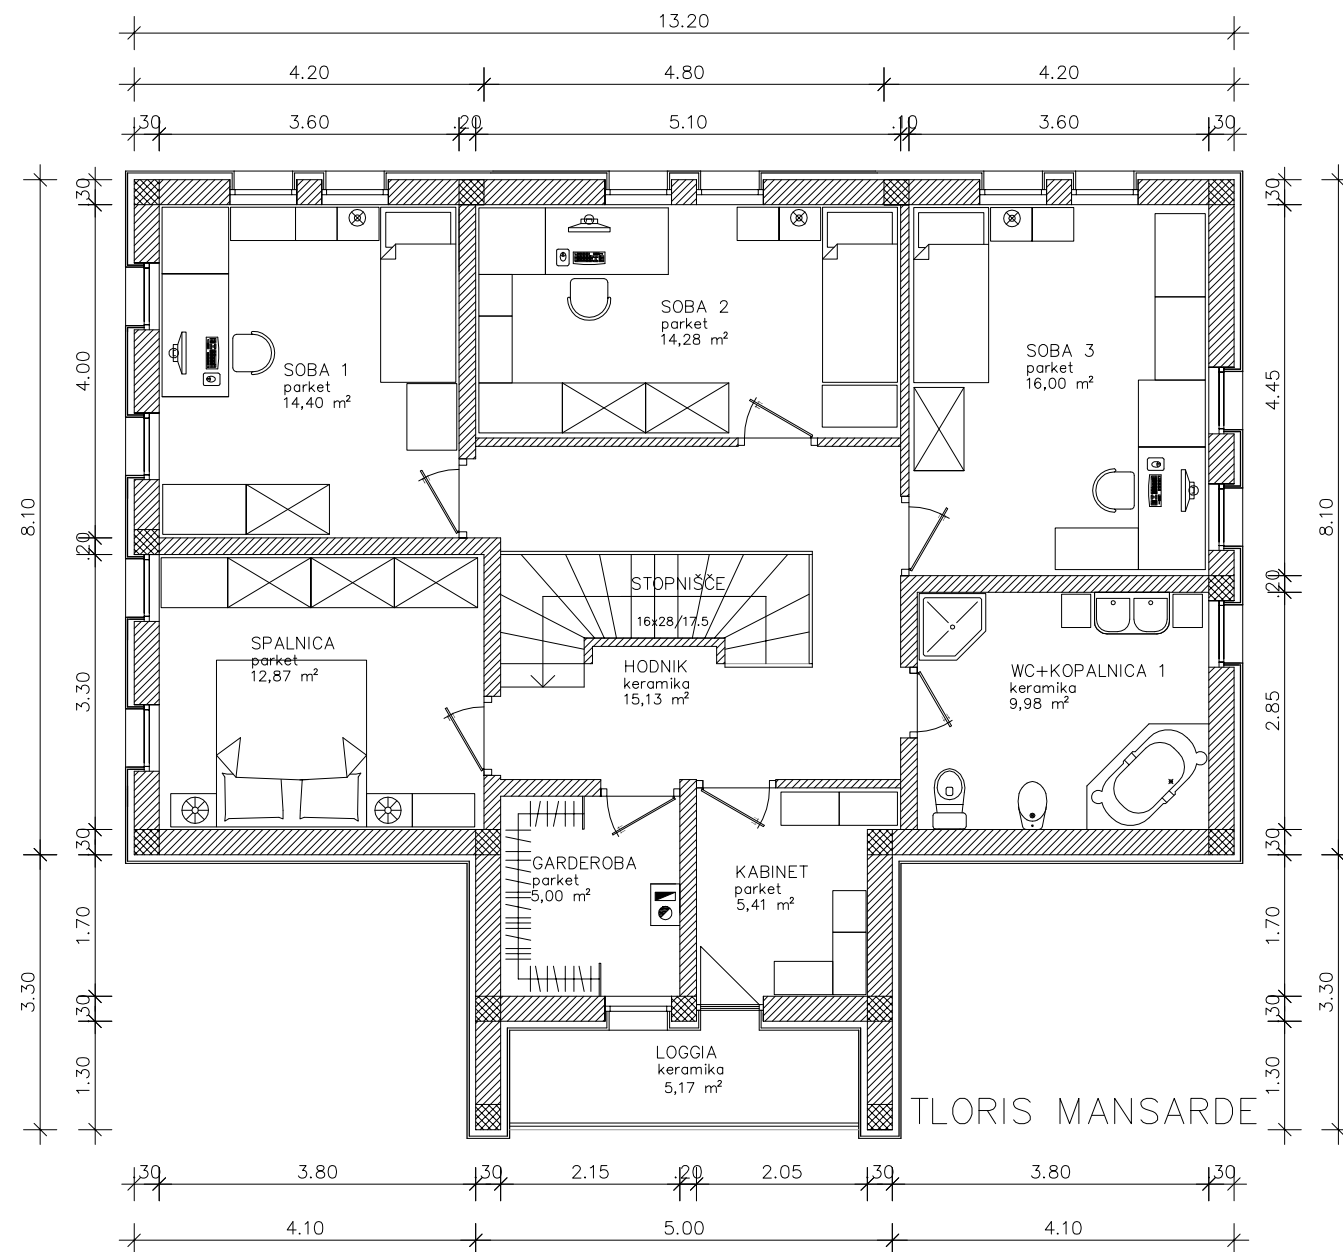 13.20
4.20 4.80 4.20
.30 3.60 .20 5.10 .10 3.60 .30
.30
4.00
8.10
.20
3.30
.30
1.70
3.30
.30
1.30
SOBA 1
parket
14,40 m²
SOBA 2
parket
14,28 m²
SOBA 3
parket
16,00 m²
STOPNIŠČE
16x28/17.5
SPALNICA
parket
12,87 m²
HODNIK
keramika
15,13 m²
WC+KOPALNICA 1
keramika
9,98 m²
GARDEROBA
parket
5,00 m²
KABINET
parket
5,41 m²
LOGGIA
keramika
5,17 m²
.30
4.45
8.10
.20
2.85
.30
1.70
3.30
.30
1.30
TLORIS MANSARDE
.30 3.80 .30 2.15 .20 2.05 .30 3.80 .30
4.10 5.00 4.10